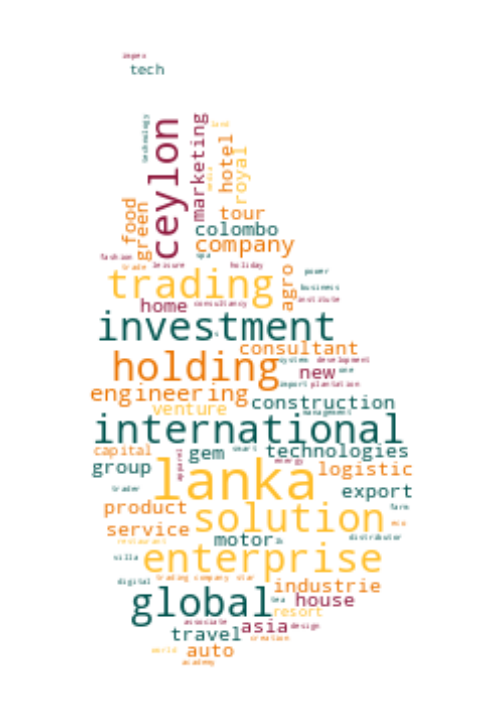 impex
tech
technology
ceylon
marketing
land
hotel
royal
food
green
tour
colombo
company
fashion
trade
leisure
spa
holiday
trading
agro
power
business
institute
home
consultancy
investment
consultant
holding
system
development
new
one
import
plantation
engineering
venture
construction
management
international
capital
group
apparel
gem
smart
technologies
energy
logistic
lanka
trader
export
product
solution
farm
service
eco
restaurant
motor
lk
distributor
villa
enterprise
digital
trading company
star
industrie
global
tea
house
resort
associate
asia
design
travel
creation
world
auto
academy